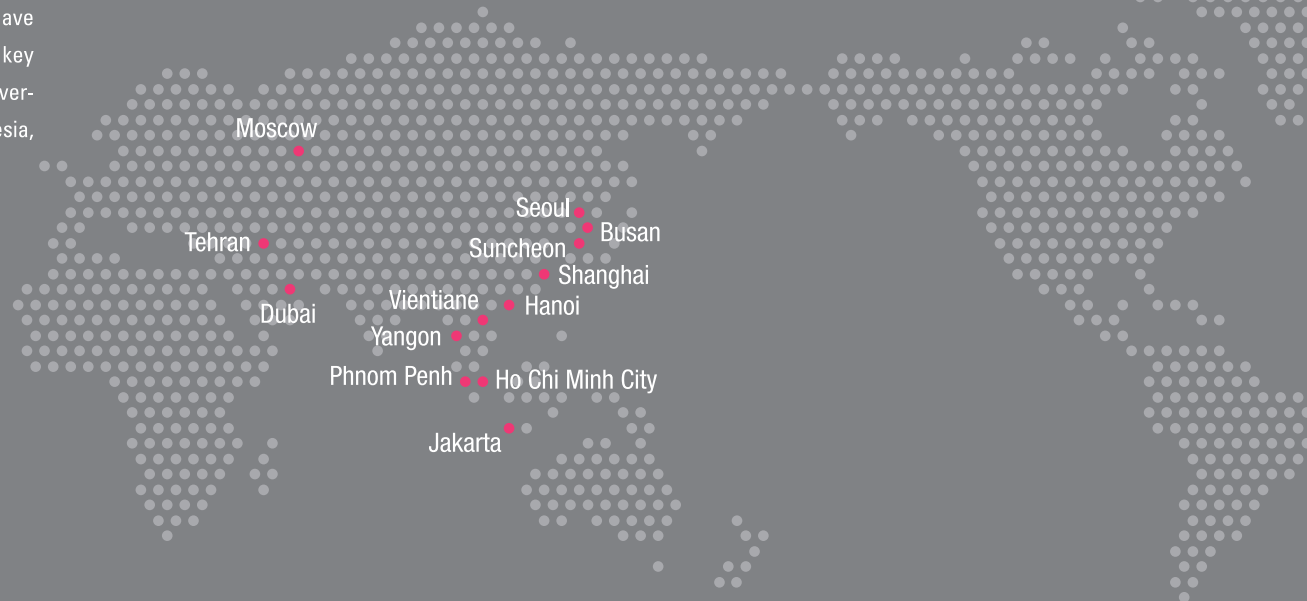 ave
key
ver-
esia,
Moscow
Seoul
Busan
Tehran
Suncheon
Shanghai
Vientiane
Hanoi
Dubai
Yangon
Phnom Penh
Ho Chi Minh City
Jakarta